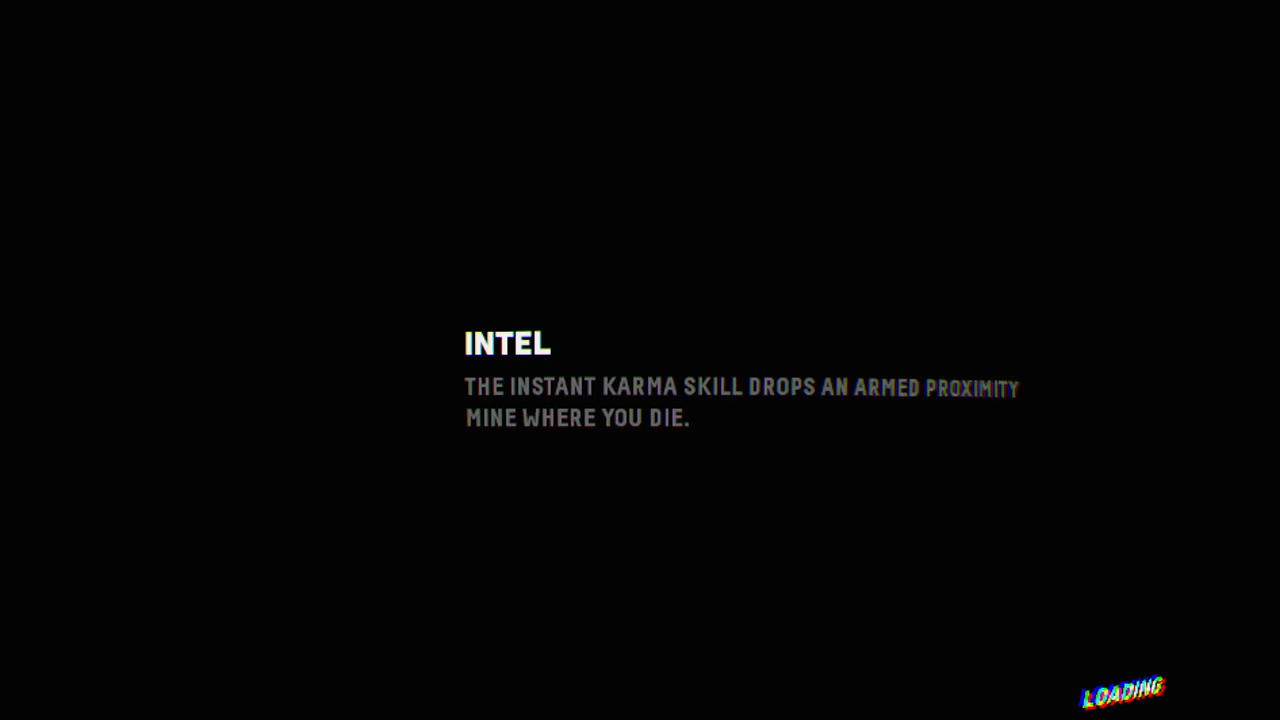 INTEL
THE INSTANT KARMA SKILL DROPS AN ARMED PROXIMITY
MINE WHERE YOU DIE.
LOADING